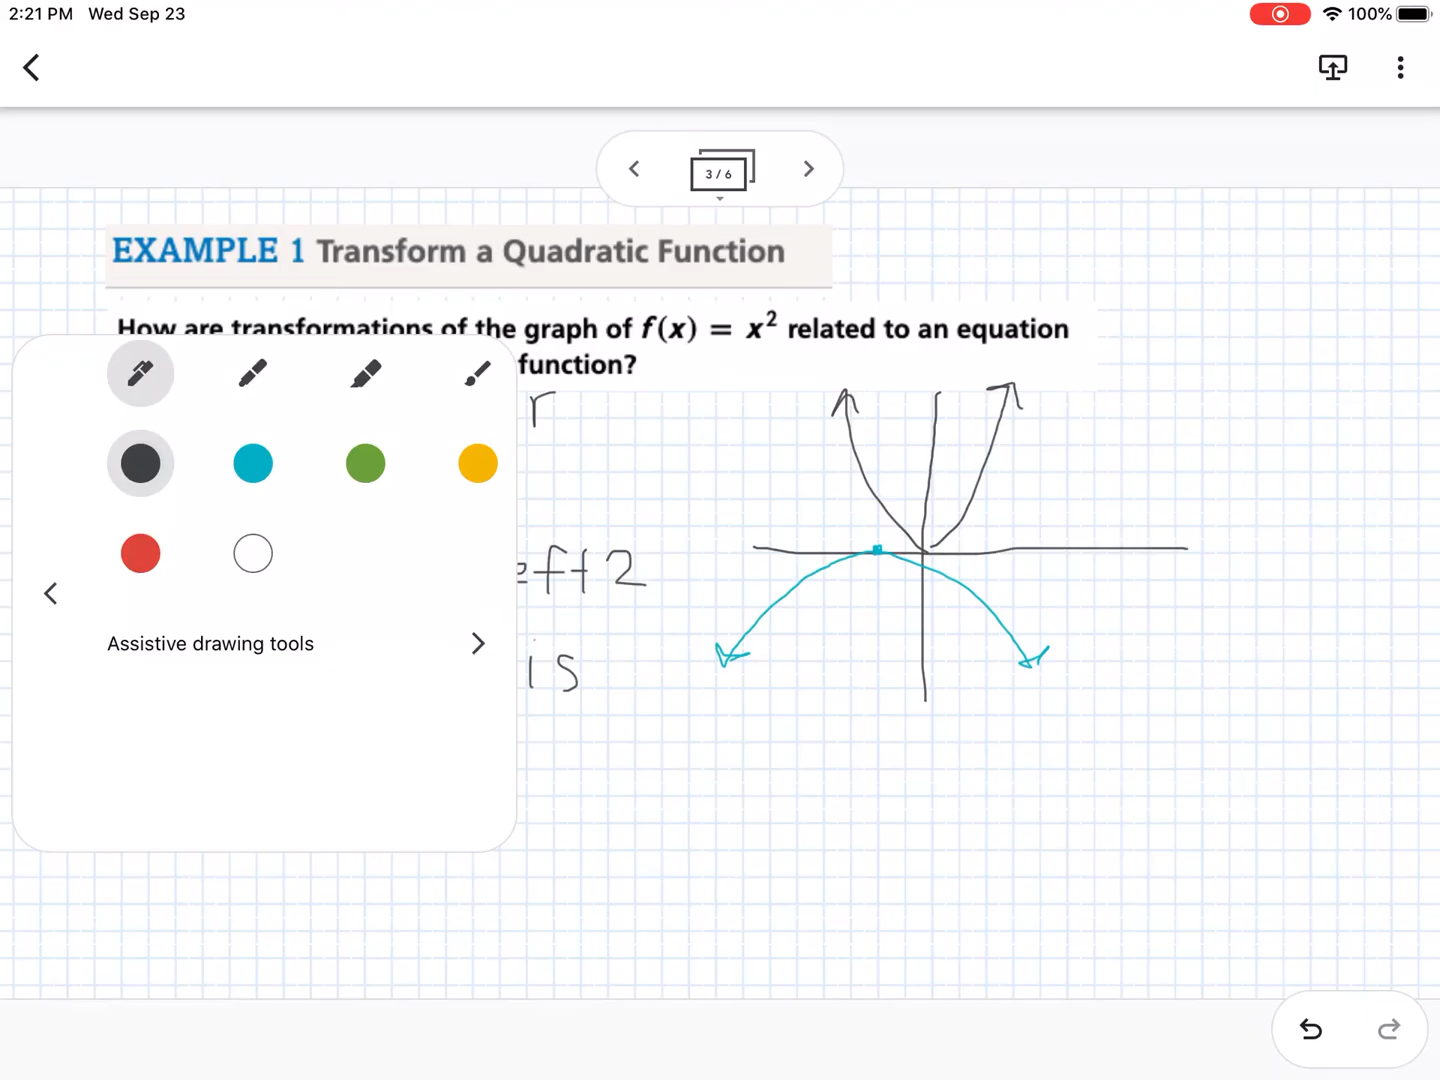 2:21 PM Wed Sep 23
100%
3 / 6
EXAMPLE 1 Transform a Quadratic Function
How are transformations of the graph of f(x) = x² related to an equation
function?
r
eft 2
is
Assistive drawing tools